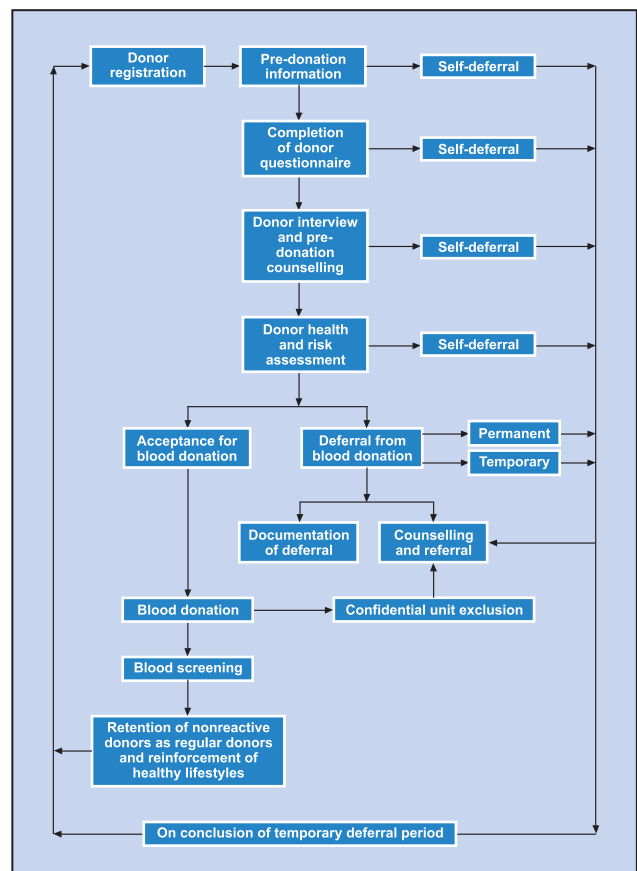 Donor
registration
Pre-donation
information
Self-deferral
Completion
of donor
questionnaire
Self-deferral
Donor interview
and pre-
donation
counselling
Self-deferral
Donor health
and risk
assessment
Self-deferral
Acceptance for
blood donation
Deferral from
blood donation
Permanent
Temporary
Documentation
of deferral
Counselling
and referral
Blood donation
Confidential unit exclusion
Blood screening
Retention of nonreactive
donors as regular donors
and reinforcement of
healthy lifestyles
On conclusion of temporary deferral period